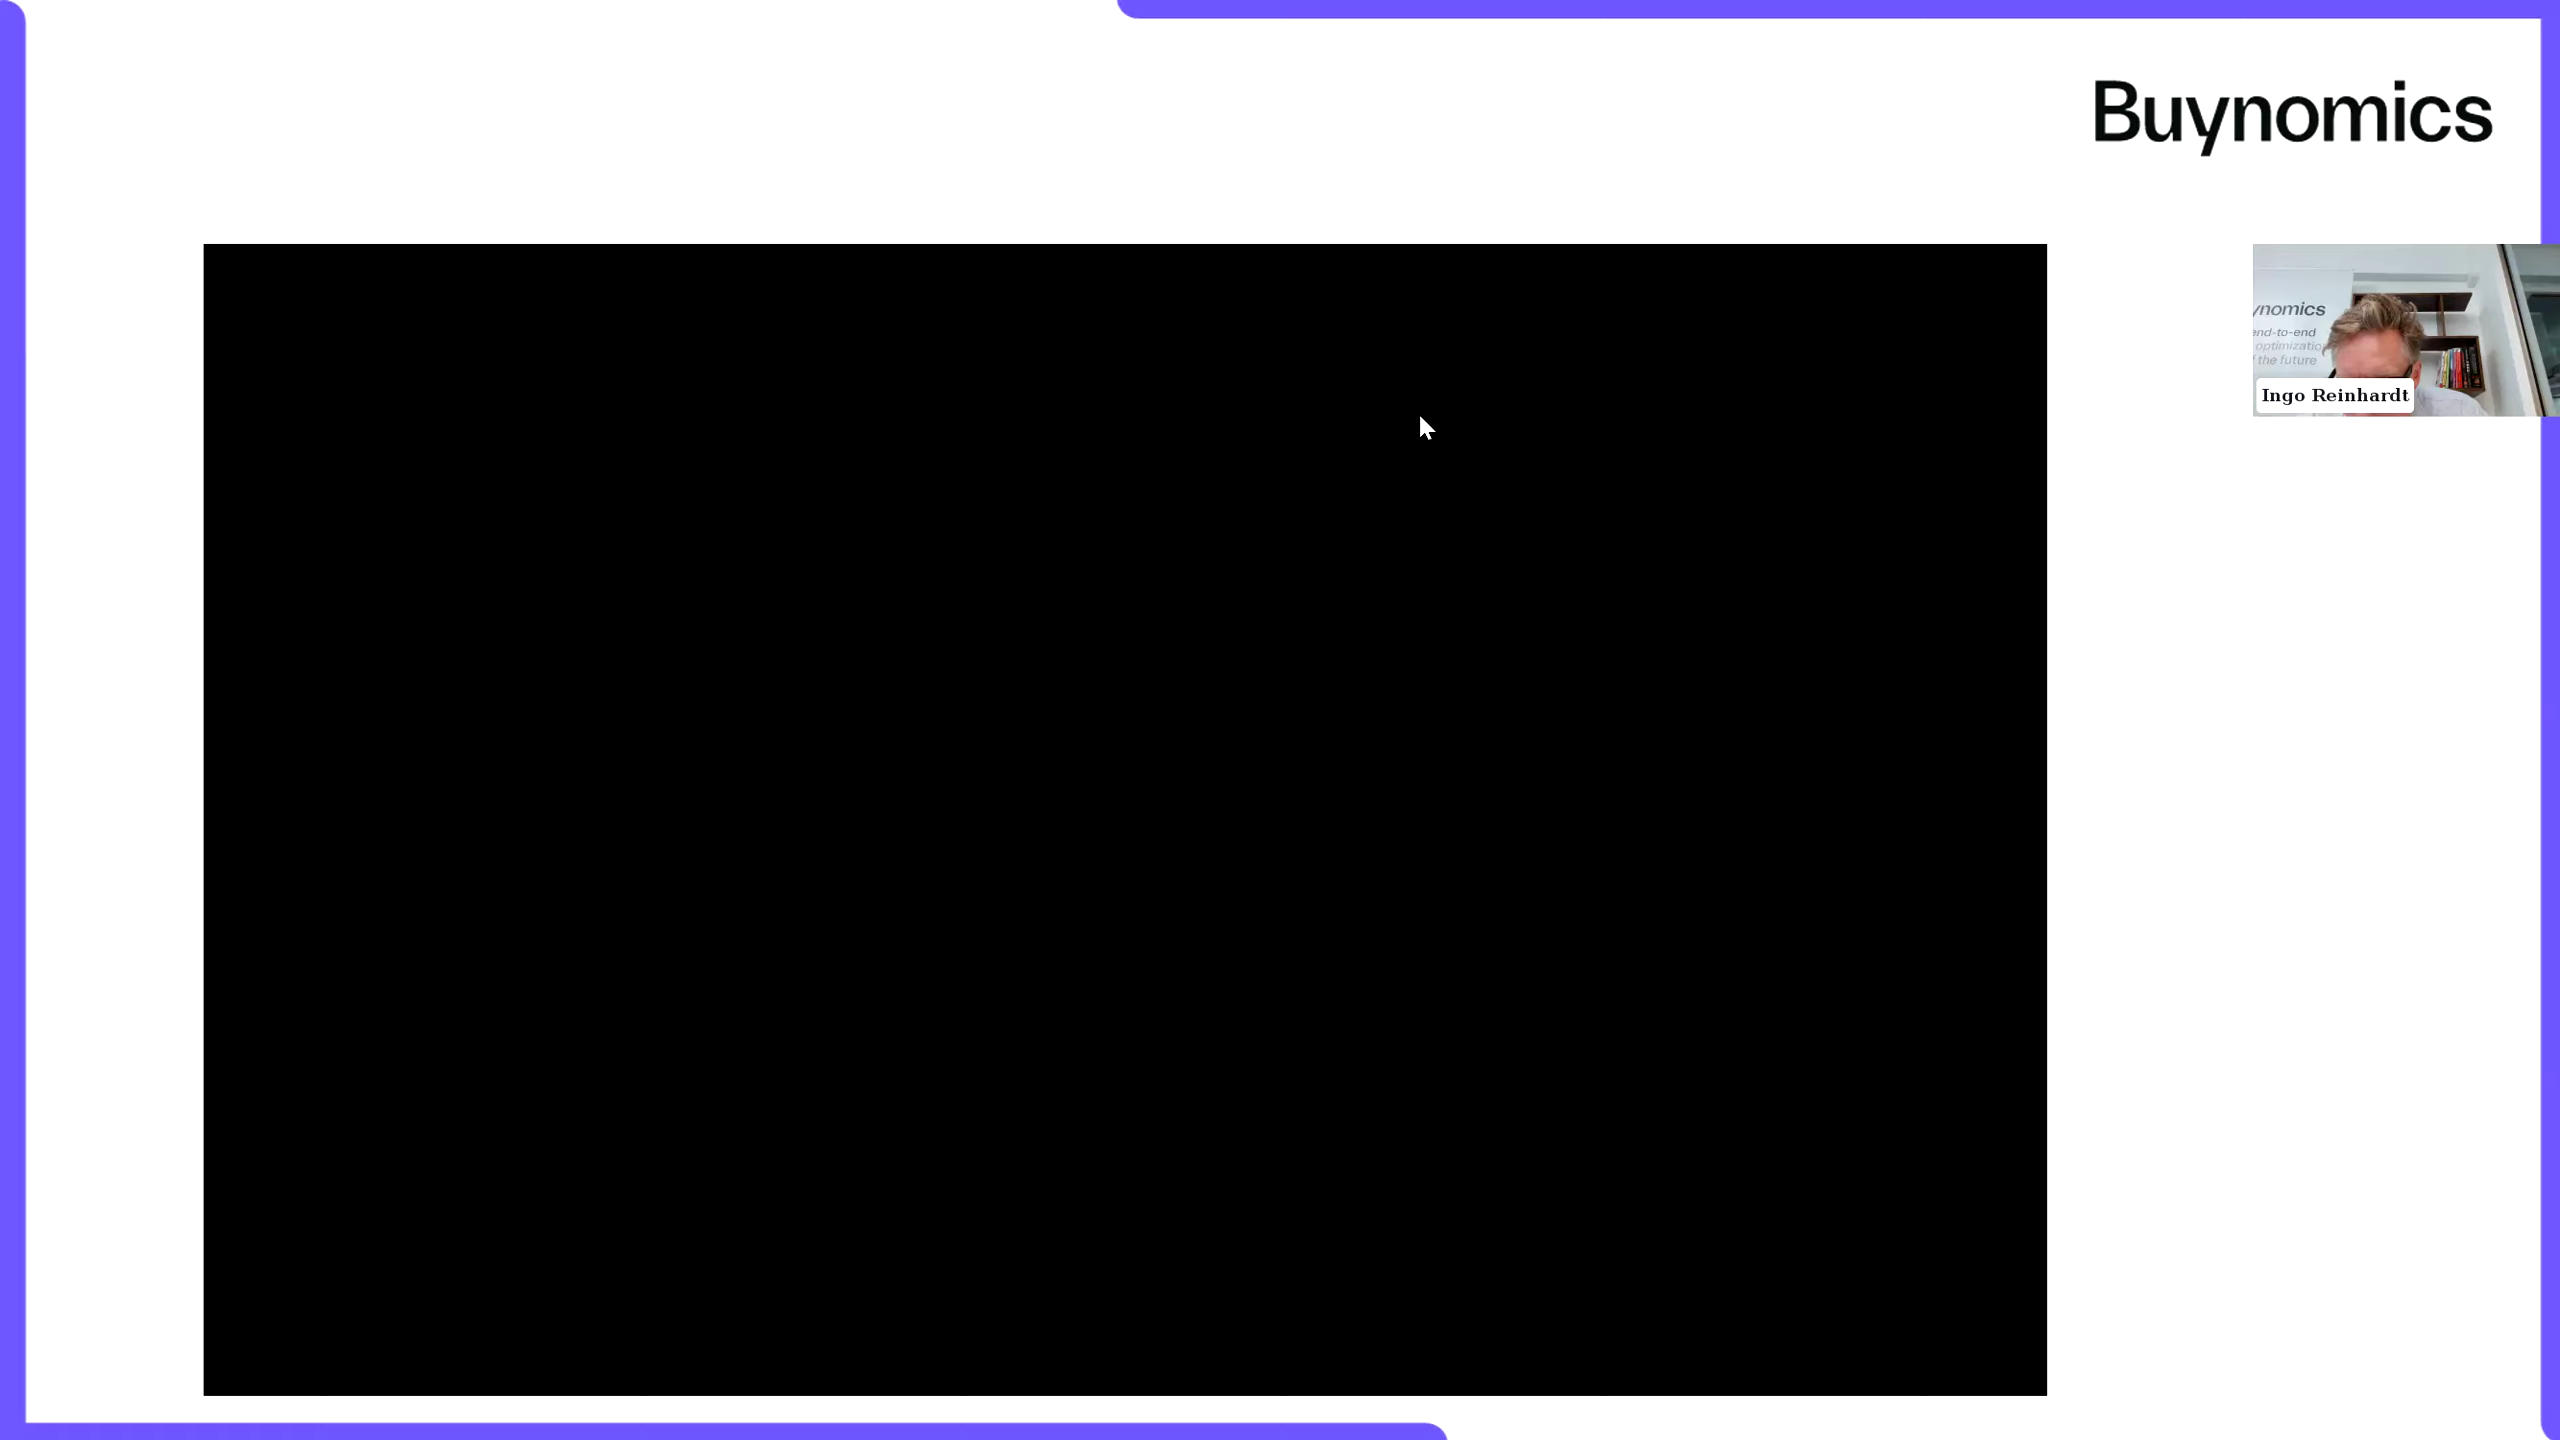 Buynomics
ynomics
end-to-end
optimizatio
the future
Ingo Reinhardt